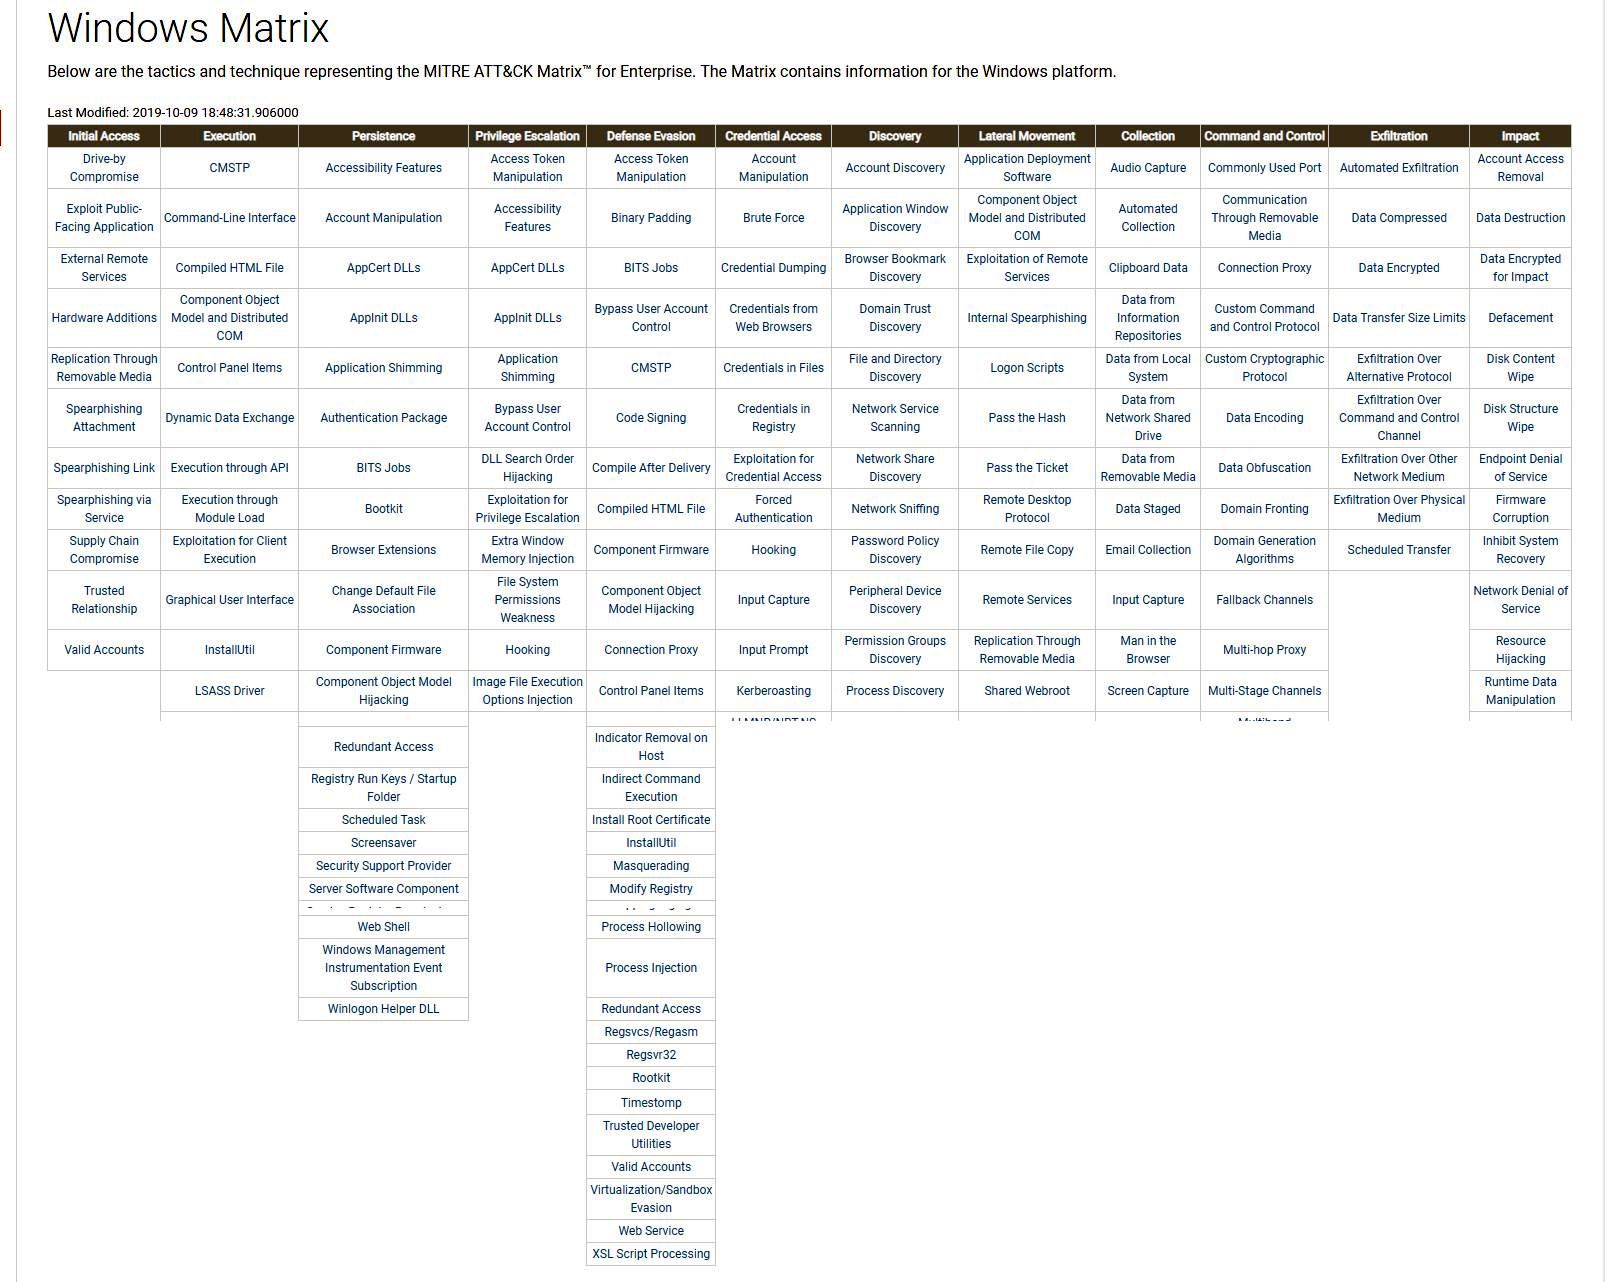 Windows Matrix
Below are the tactics and technique representing the MITRE ATT&CK Matrix™ for Enterprise. The Matrix contains information for the Windows platform.
Last Modified: 2019-10-09 18:48:31.906000
Initial Access Execution Persistence Privilege Escalation Defense Evasion Credential Access Discovery Lateral Movement Collection Command and Control Exfiltration Impact
Drive-by Compromise CMSTP Accessibility Features Access Token Manipulation Access Token Manipulation Account Manipulation Account Discovery Application Deployment Software Audio Capture Commonly Used Port Automated Exfiltration Account Access Removal
Exploit Public-Facing Application Command-Line Interface Account Manipulation Accessibility Features Binary Padding Brute Force Application Window Discovery Component Object Model and Distributed COM Automated Collection Communication Through Removable Media Data Compressed Data Destruction
External Remote Services Compiled HTML File AppCert DLLs AppCert DLLs BITS Jobs Credential Dumping Browser Bookmark Discovery Exploitation of Remote Services Clipboard Data Connection Proxy Data Encrypted Data Encrypted for Impact
Hardware Additions Component Object Model and Distributed COM AppInit DLLs AppInit DLLs Bypass User Account Control Credentials from Web Browsers Domain Trust Discovery Internal Spearphishing Data from Information Repositories Custom Command and Control Protocol Data Transfer Size Limits Defacement
Replication Through Removable Media Control Panel Items Application Shimming Application Shimming CMSTP Credentials in Files File and Directory Discovery Logon Scripts Data from Local System Custom Cryptographic Protocol Exfiltration Over Alternative Protocol Disk Content Wipe
Spearphishing Attachment Dynamic Data Exchange Authentication Package Bypass User Account Control Code Signing Credentials in Registry Network Service Scanning Pass the Hash Data from Network Shared Drive Data Encoding Exfiltration Over Command and Control Channel Disk Structure Wipe
Spearphishing Link Execution through API BITS Jobs DLL Search Order Hijacking Compile After Delivery Exploitation for Credential Access Network Share Discovery Pass the Ticket Data from Removable Media Data Obfuscation Exfiltration Over Other Network Medium Endpoint Denial of Service
Spearphishing via Service Execution through Module Load Bootkit Exploitation for Privilege Escalation Compiled HTML File Forced Authentication Network Sniffing Remote Desktop Protocol Data Staged Domain Fronting Exfiltration Over Physical Medium Firmware Corruption
Supply Chain Compromise Exploitation for Client Execution Browser Extensions Extra Window Memory Injection Component Firmware Hooking Password Policy Discovery Remote File Copy Email Collection Domain Generation Algorithms Scheduled Transfer Inhibit System Recovery
Trusted Relationship Graphical User Interface Change Default File Association File System Permissions Weakness Component Object Model Hijacking Input Capture Peripheral Device Discovery Remote Services Input Capture Fallback Channels Network Denial of Service
Valid Accounts InstallUtil Component Firmware Hooking Connection Proxy Input Prompt Permission Groups Discovery Replication Through Removable Media Man in the Browser Multi-hop Proxy Resource Hijacking
LSASS Driver Component Object Model Hijacking Image File Execution Options Injection Control Panel Items Kerberoasting Process Discovery Shared Webroot Screen Capture Multi-Stage Channels Runtime Data Manipulation
Redundant Access Indicator Removal on Host
Registry Run Keys / Startup Folder Indirect Command Execution
Scheduled Task Install Root Certificate
Screensaver InstallUtil
Security Support Provider Masquerading
Server Software Component Modify Registry
Web Shell Process Hollowing
Windows Management Instrumentation Event Subscription Process Injection
Winlogon Helper DLL Redundant Access
Regsvcs/Regasm
Regsvr32
Rootkit
Timestomp
Trusted Developer Utilities
Valid Accounts
Virtualization/Sandbox Evasion
Web Service
XSL Script Processing